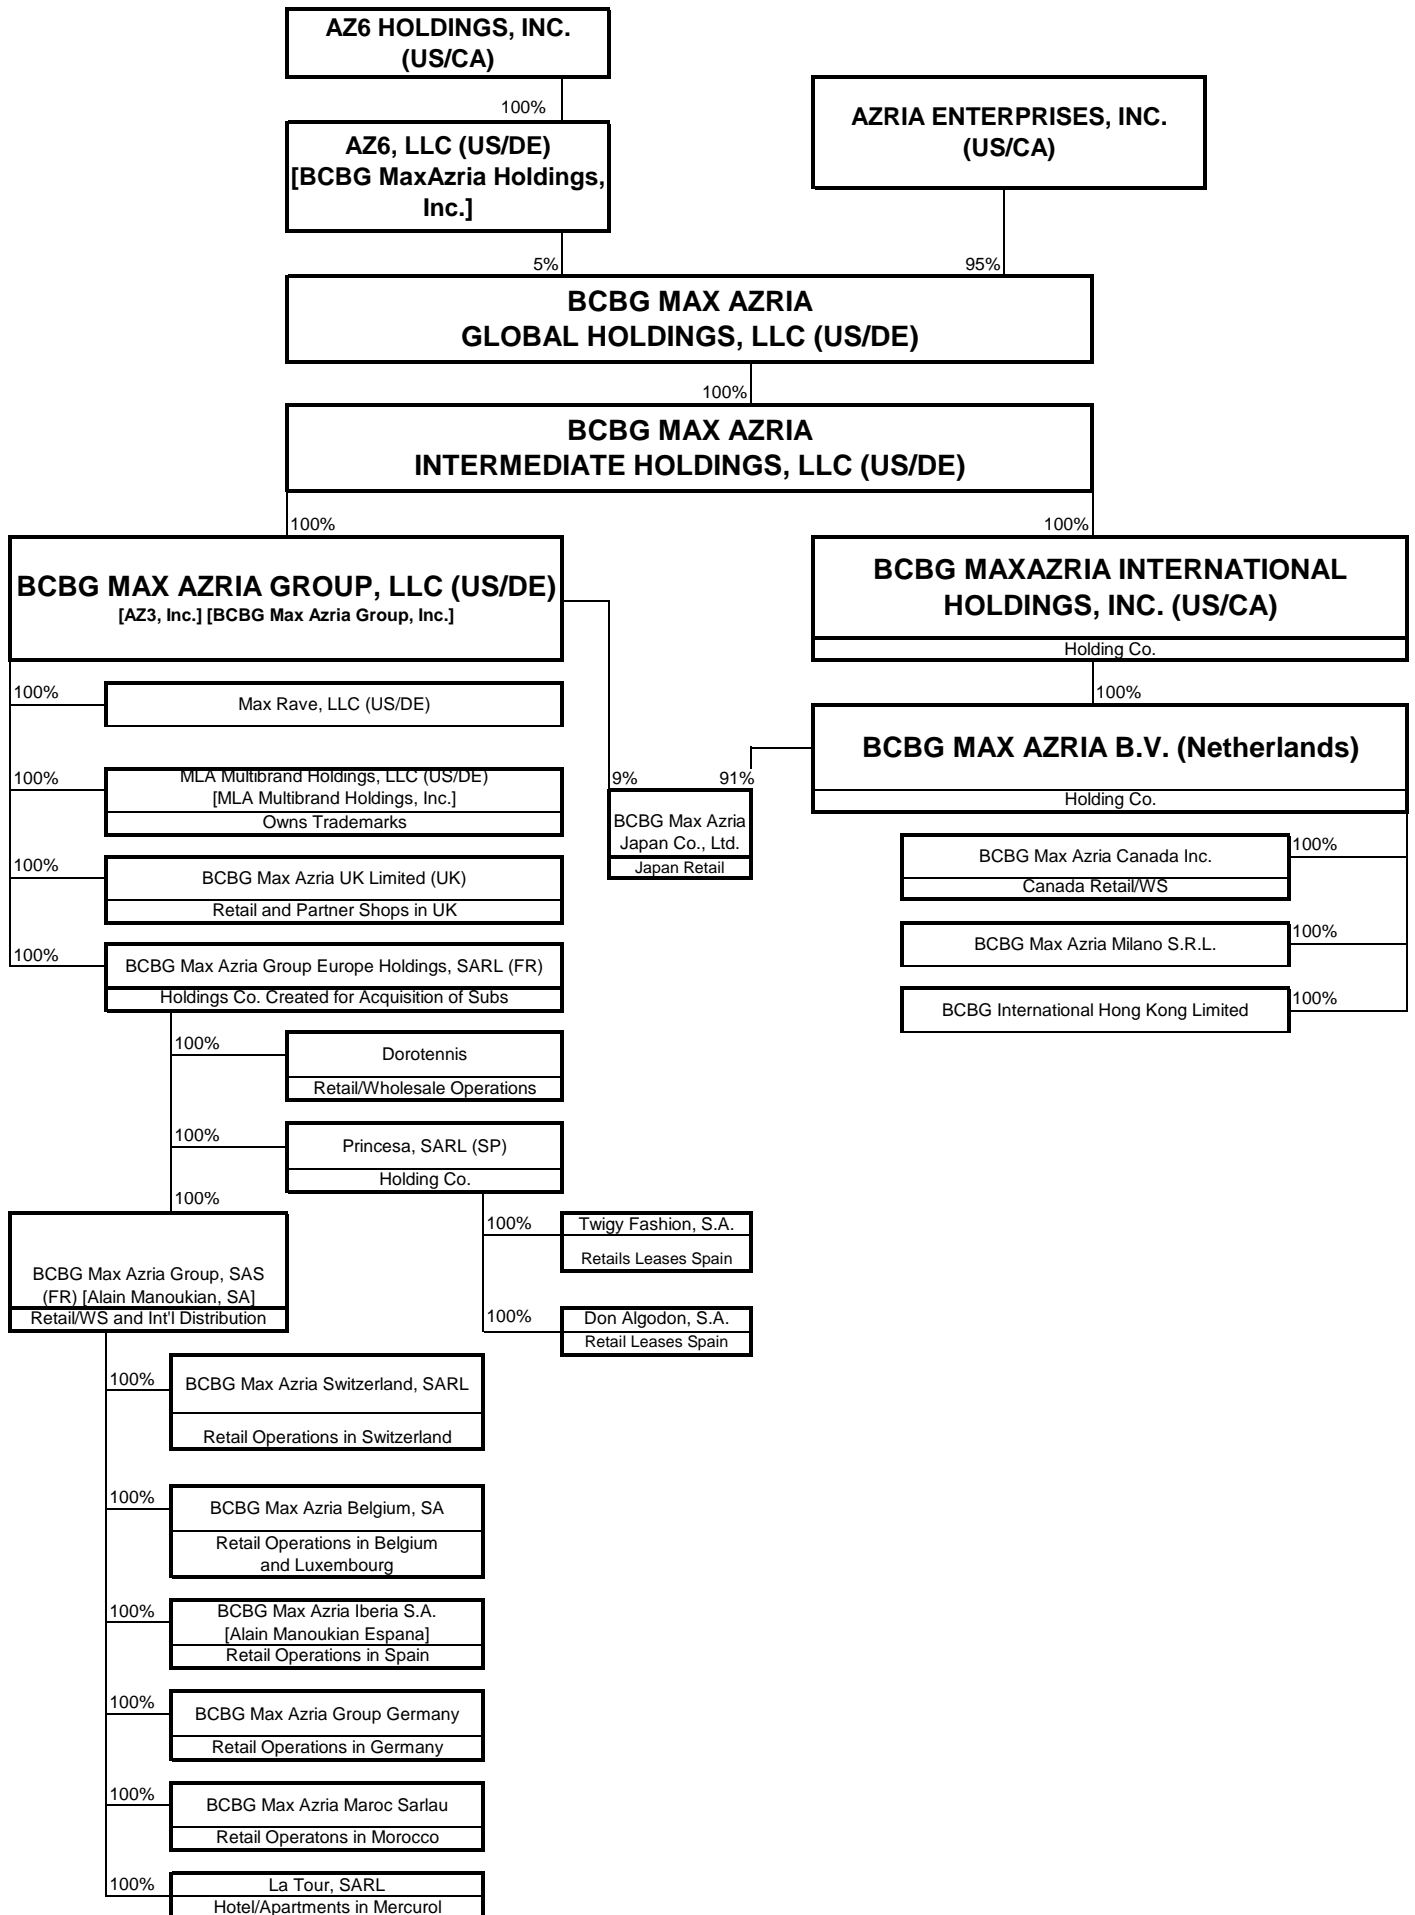 AZ6 HOLDINGS, INC.
(US/CA)
100%
AZRIA ENTERPRISES, INC.
(US/CA)
AZ6, LLC (US/DE)
[BCBG MaxAzria Holdings,
Inc.]
5%
95%
BCBG MAX AZRIA
GLOBAL HOLDINGS, LLC (US/DE)
100%
BCBG MAX AZRIA
INTERMEDIATE HOLDINGS, LLC (US/DE)
100%
100%
BCBG MAX AZRIA GROUP, LLC (US/DE)
[AZ3, Inc.] [BCBG Max Azria Group, Inc.]
BCBG MAXAZRIA INTERNATIONAL
HOLDINGS, INC. (US/CA)
Holding Co.
100%
Max Rave, LLC (US/DE)
100%
BCBG MAX AZRIA B.V. (Netherlands)
Holding Co.
100%
MLA Multibrand Holdings, LLC (US/DE)
[MLA Multibrand Holdings, Inc.]
Owns Trademarks
9%
91%
BCBG Max Azria
Japan Co., Ltd.
Japan Retail
100%
BCBG Max Azria UK Limited (UK)
Retail and Partner Shops in UK
BCBG Max Azria Canada Inc.
Canada Retail/WS
100%
100%
BCBG Max Azria Group Europe Holdings, SARL (FR)
Holdings Co. Created for Acquisition of Subs
BCBG Max Azria Milano S.R.L.
100%
BCBG International Hong Kong Limited
100%
100%
Dorotennis
Retail/Wholesale Operations
100%
Princesa, SARL (SP)
Holding Co.
100%
BCBG Max Azria Group, SAS
(FR) [Alain Manoukian, SA]
Retail/WS and Int'l Distribution
100%
Twigy Fashion, S.A.
Retails Leases Spain
100%
Don Algodon, S.A.
Retail Leases Spain
100%
BCBG Max Azria Switzerland, SARL
Retail Operations in Switzerland
100%
BCBG Max Azria Belgium, SA
Retail Operations in Belgium
and Luxembourg
100%
BCBG Max Azria Iberia S.A.
[Alain Manoukian Espana]
Retail Operations in Spain
100%
BCBG Max Azria Group Germany
Retail Operations in Germany
100%
BCBG Max Azria Maroc Sarlau
Retail Operatons in Morocco
100%
La Tour, SARL
Hotel/Apartments in Mercurol